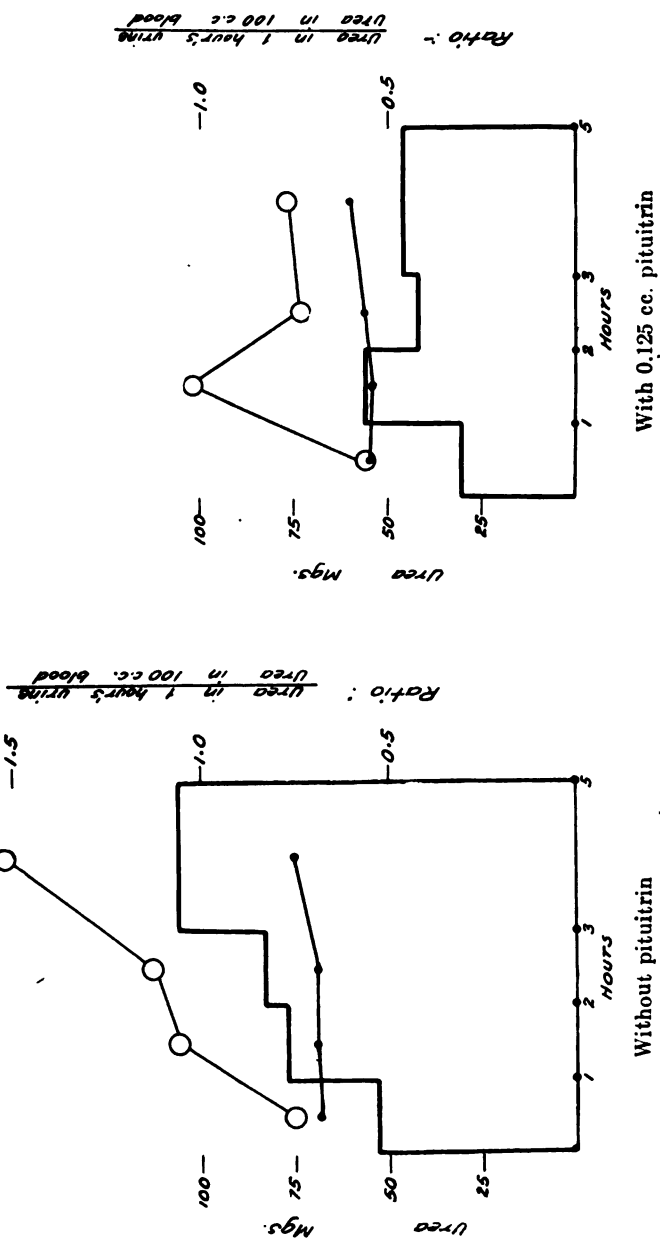 Urea Mgs.
100
75
50
25
1 2 3 5
Hours
1.5
1.0
0.5
Ratio:
Urea in 1 hour's urine
Urea in 100 c.c. blood
Without pituitrin
Urea Mgs.
100
75
50
25
1 2 3 5
Hours
1.0
0.5
Ratio:-
Urea in 1 hour's urine
Urea in 100 c.c. blood
With 0.125 cc. pituitrin